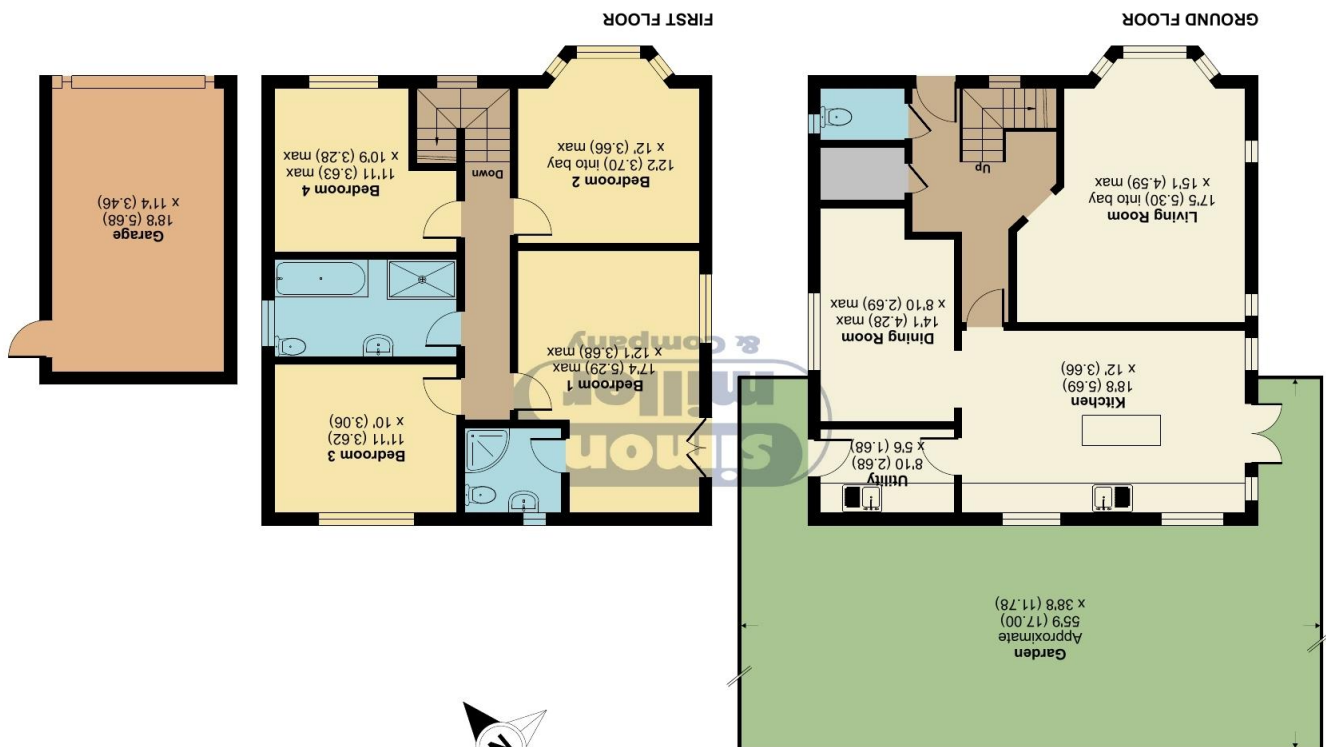 Garden
Approximate
55'9 (17.00)
x 38'8 (11.78)
Utility
8'10 (2.68)
x 5'6 (1.68)
Kitchen
18'8 (5.69)
x 12' (3.66)
Dining Room
14'1 (4.28) max
x 8'10 (2.69) max
Living Room
17'5 (5.30) into bay
x 15'1 (4.59) max
Up
GROUND FLOOR
Bedroom 3
11'11 (3.62)
x 10' (3.06)
Bedroom 1
17'4 (5.29) max
x 12'1 (3.68) max
Bedroom 2
12'2 (3.70) into bay
x 12' (3.66) max
Bedroom 4
11'11 (3.63) max
x 10'9 (3.28) max
Down
FIRST FLOOR
Garage
18'8 (5.68)
x 11'4 (3.46)
simon
miller
& company
N